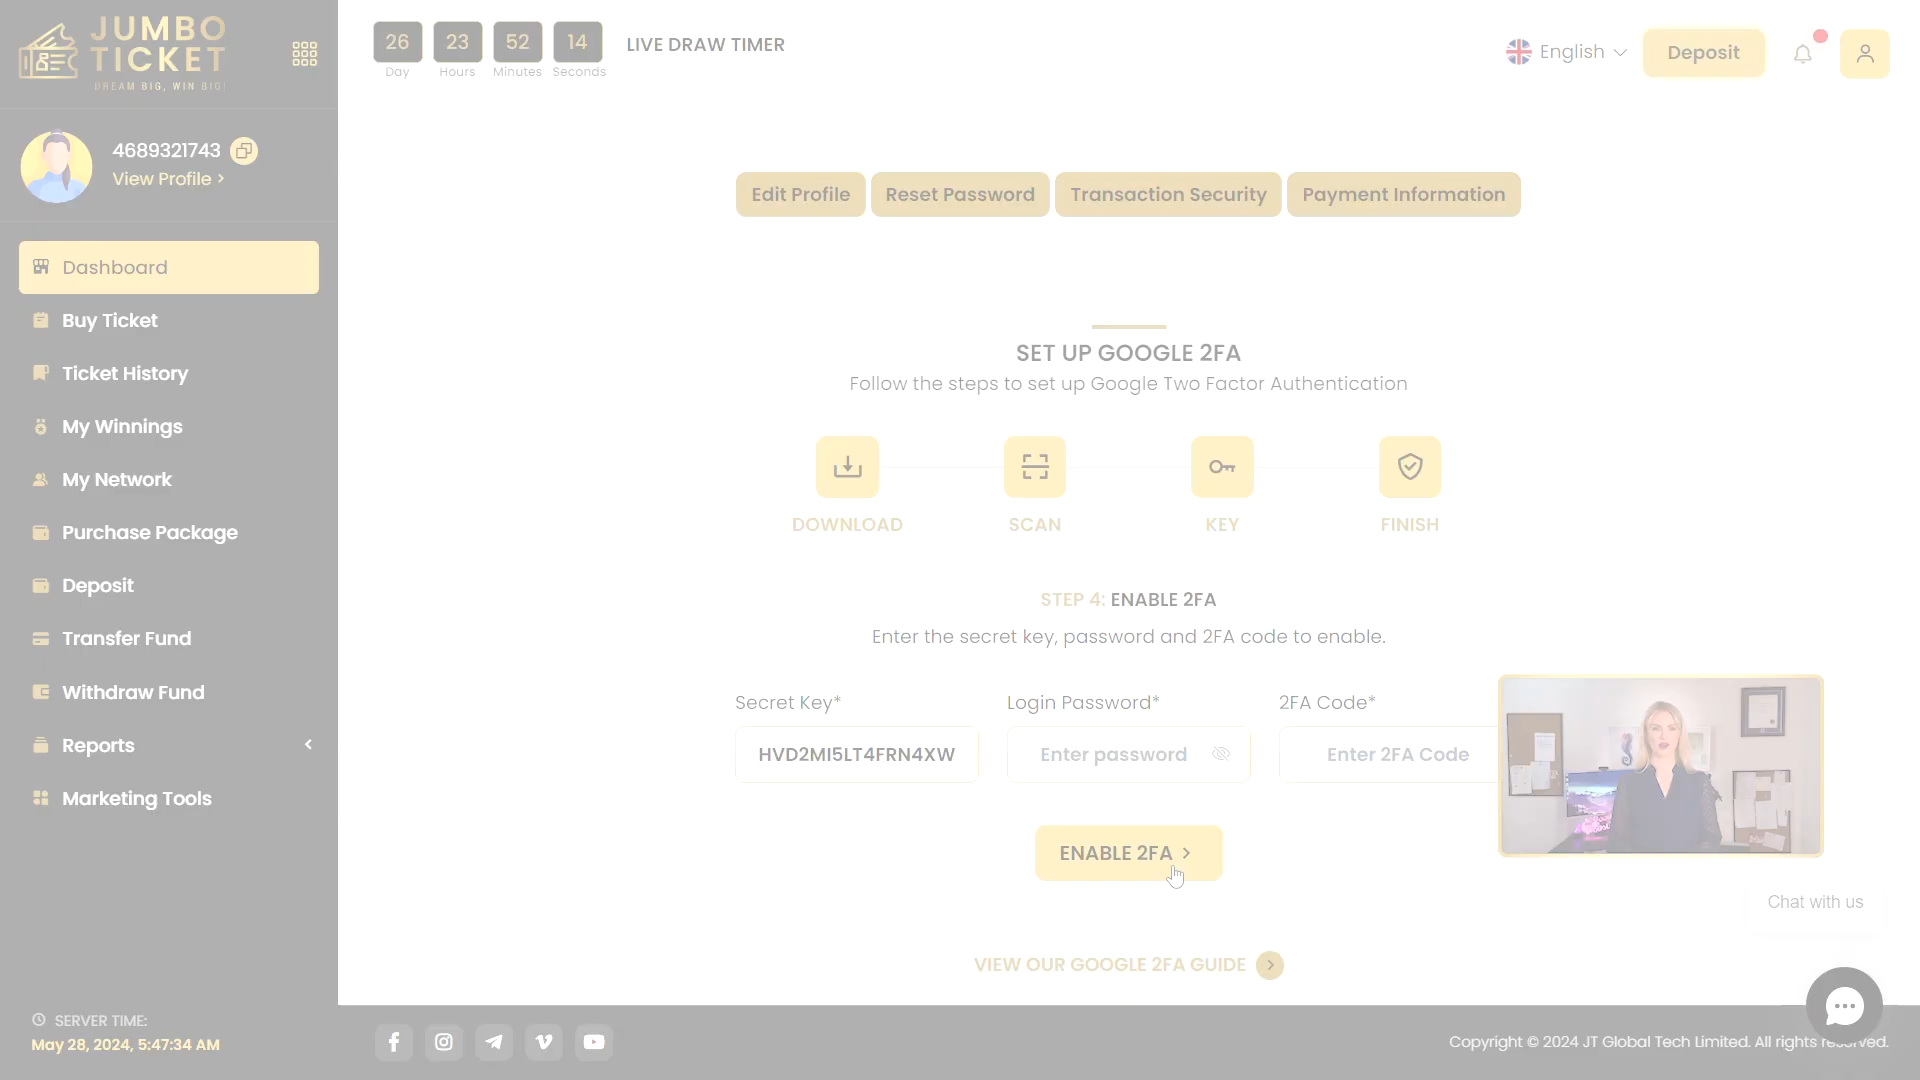 JUMBO
TICKET
DREAM BIG, WIN BIG!
26 23 52 14 LIVE DRAW TIMER
Day Hours Minutes Seconds
English Deposit
4689321743
View Profile >
Edit Profile Reset Password Transaction Security Payment Information
Dashboard
Buy Ticket
Ticket History
My Winnings
My Network
Purchase Package
Deposit
Transfer Fund
Withdraw Fund
Reports
Marketing Tools
SET UP GOOGLE 2FA
Follow the steps to set up Google Two Factor Authentication
DOWNLOAD SCAN KEY FINISH
STEP 4: ENABLE 2FA
Enter the secret key, password and 2FA code to enable.
Secret Key* Login Password* 2FA Code*
HVD2MI5LT4FRN4XW Enter password Enter 2FA Code
ENABLE 2FA >
VIEW OUR GOOGLE 2FA GUIDE
Chat with us
SERVER TIME:
May 28, 2024, 5:47:34 AM
Copyright © 2024 JT Global Tech Limited. All rights reserved.